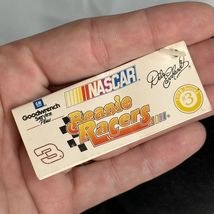 NASCAR
GM
Goodwrench
Service
Plus
Beanie
Racers
3
3